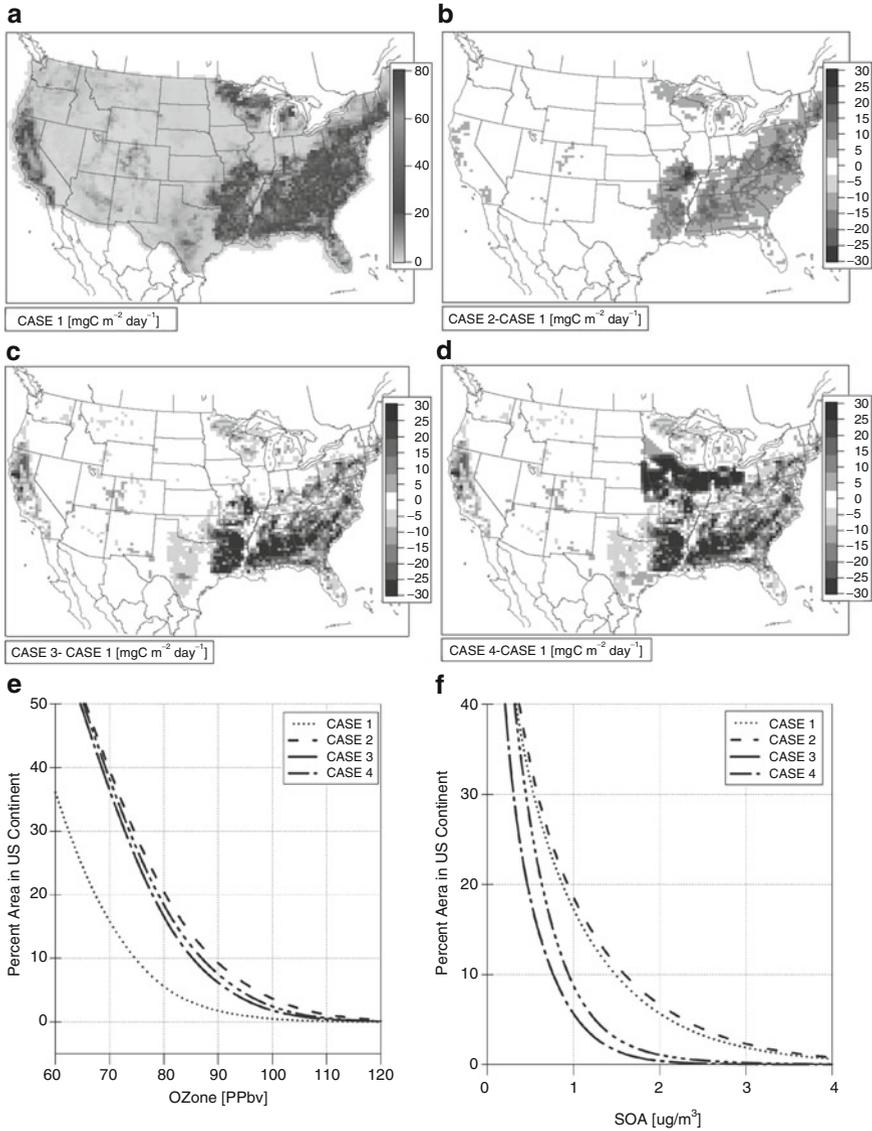 a
80
60
40
20
0
CASE 1 [mgC m⁻² day⁻¹]
b
30
25
20
15
10
5
0
−5
−10
−15
−20
−25
−30
CASE 2-CASE 1 [mgC m⁻² day⁻¹]
c
30
25
20
15
10
5
0
−5
−10
−15
−20
−25
−30
CASE 3- CASE 1 [mgC m⁻² day⁻¹]
d
30
25
20
15
10
5
0
−5
−10
−15
−20
−25
−30
CASE 4-CASE 1 [mgC m⁻² day⁻¹]
e
50
40
30
20
10
0
Percent Area in US Continent
CASE 1
CASE 2
CASE 3
CASE 4
60 70 80 90 100 110 120
OZone [PPbv]
f
40
30
20
10
0
Percent Aera in US Continent
CASE 1
CASE 2
CASE 3
CASE 4
0 1 2 3 4
SOA [ug/m³]